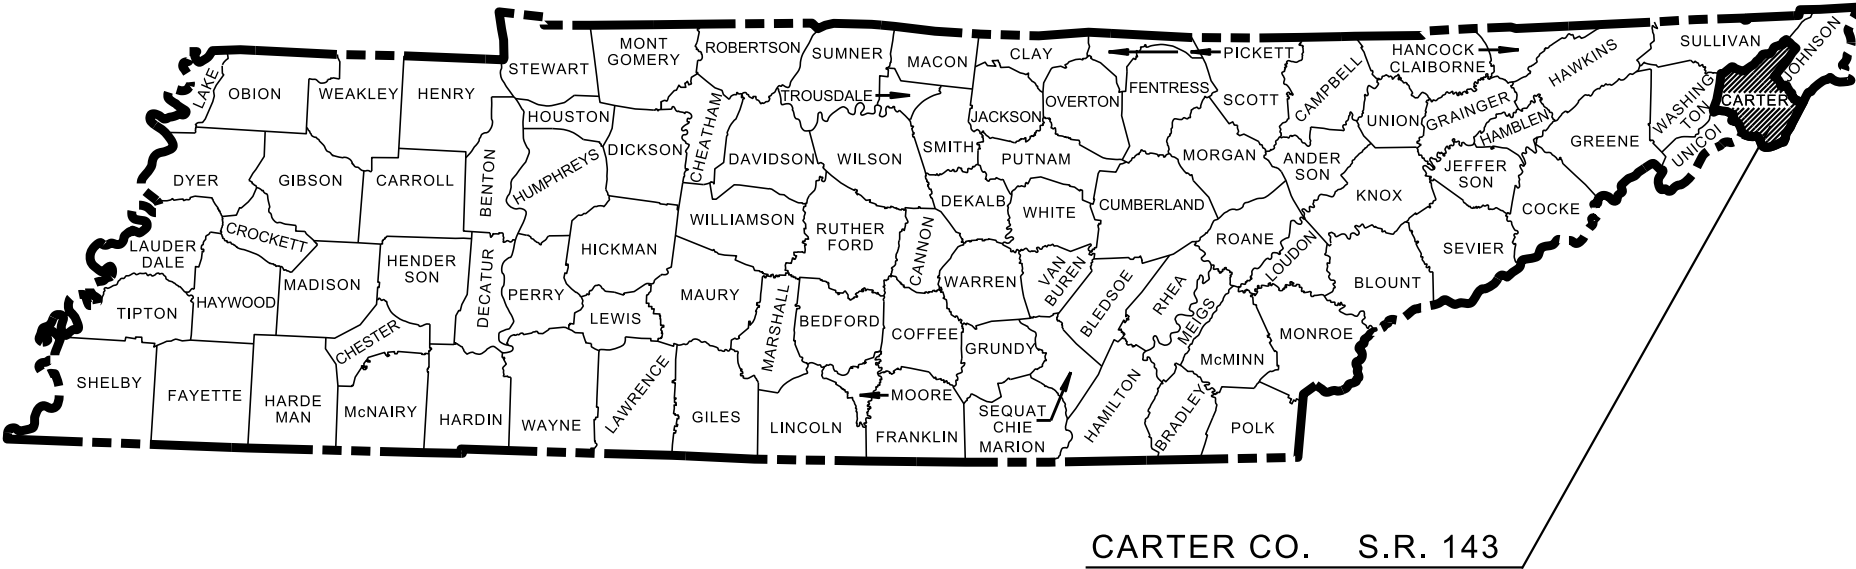 LAKE
OBION
WEAKLEY
HENRY
STEWART
MONT
GOMERY
ROBERTSON
SUMNER
MACON
CLAY
PICKETT
HANCOCK
CLAIBORNE
HAWKINS
SULLIVAN
JOHNSON
TROUSDALE
JACKSON
OVERTON
FENTRESS
SCOTT
CAMPBELL
UNION
GRAINGER
HAMBLEN
GREENE
WASHING
TON
CARTER
UNICOI
HOUSTON
DICKSON
CHEATHAM
DAVIDSON
WILSON
SMITH
PUTNAM
MORGAN
ANDER
SON
JEFFER
SON
DYER
GIBSON
CARROLL
BENTON
HUMPHREYS
WILLIAMSON
RUTHER
FORD
CANNON
DEKALB
WHITE
CUMBERLAND
KNOX
COCKE
CROCKETT
LAUDER
DALE
HAYWOOD
MADISON
HENDER
SON
DECATUR
PERRY
HICKMAN
LEWIS
MAURY
MARSHALL
BEDFORD
COFFEE
WARREN
VAN
BUREN
BLEDSOE
RHEA
MEIGS
ROANE
LOUDON
BLOUNT
SEVIER
TIPTON
CHESTER
GRUNDY
McMINN
MONROE
SHELBY
FAYETTE
HARDE
MAN
McNAIRY
HARDIN
WAYNE
LAWRENCE
GILES
LINCOLN
MOORE
FRANKLIN
SEQUAT
CHIE
MARION
HAMILTON
BRADLEY
POLK
CARTER CO. S.R. 143